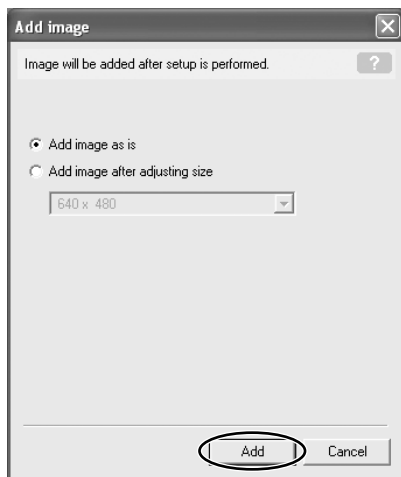 Add image
Image will be added after setup is performed.
?
Add image as is
Add image after adjusting size
640 x 480
Add
Cancel